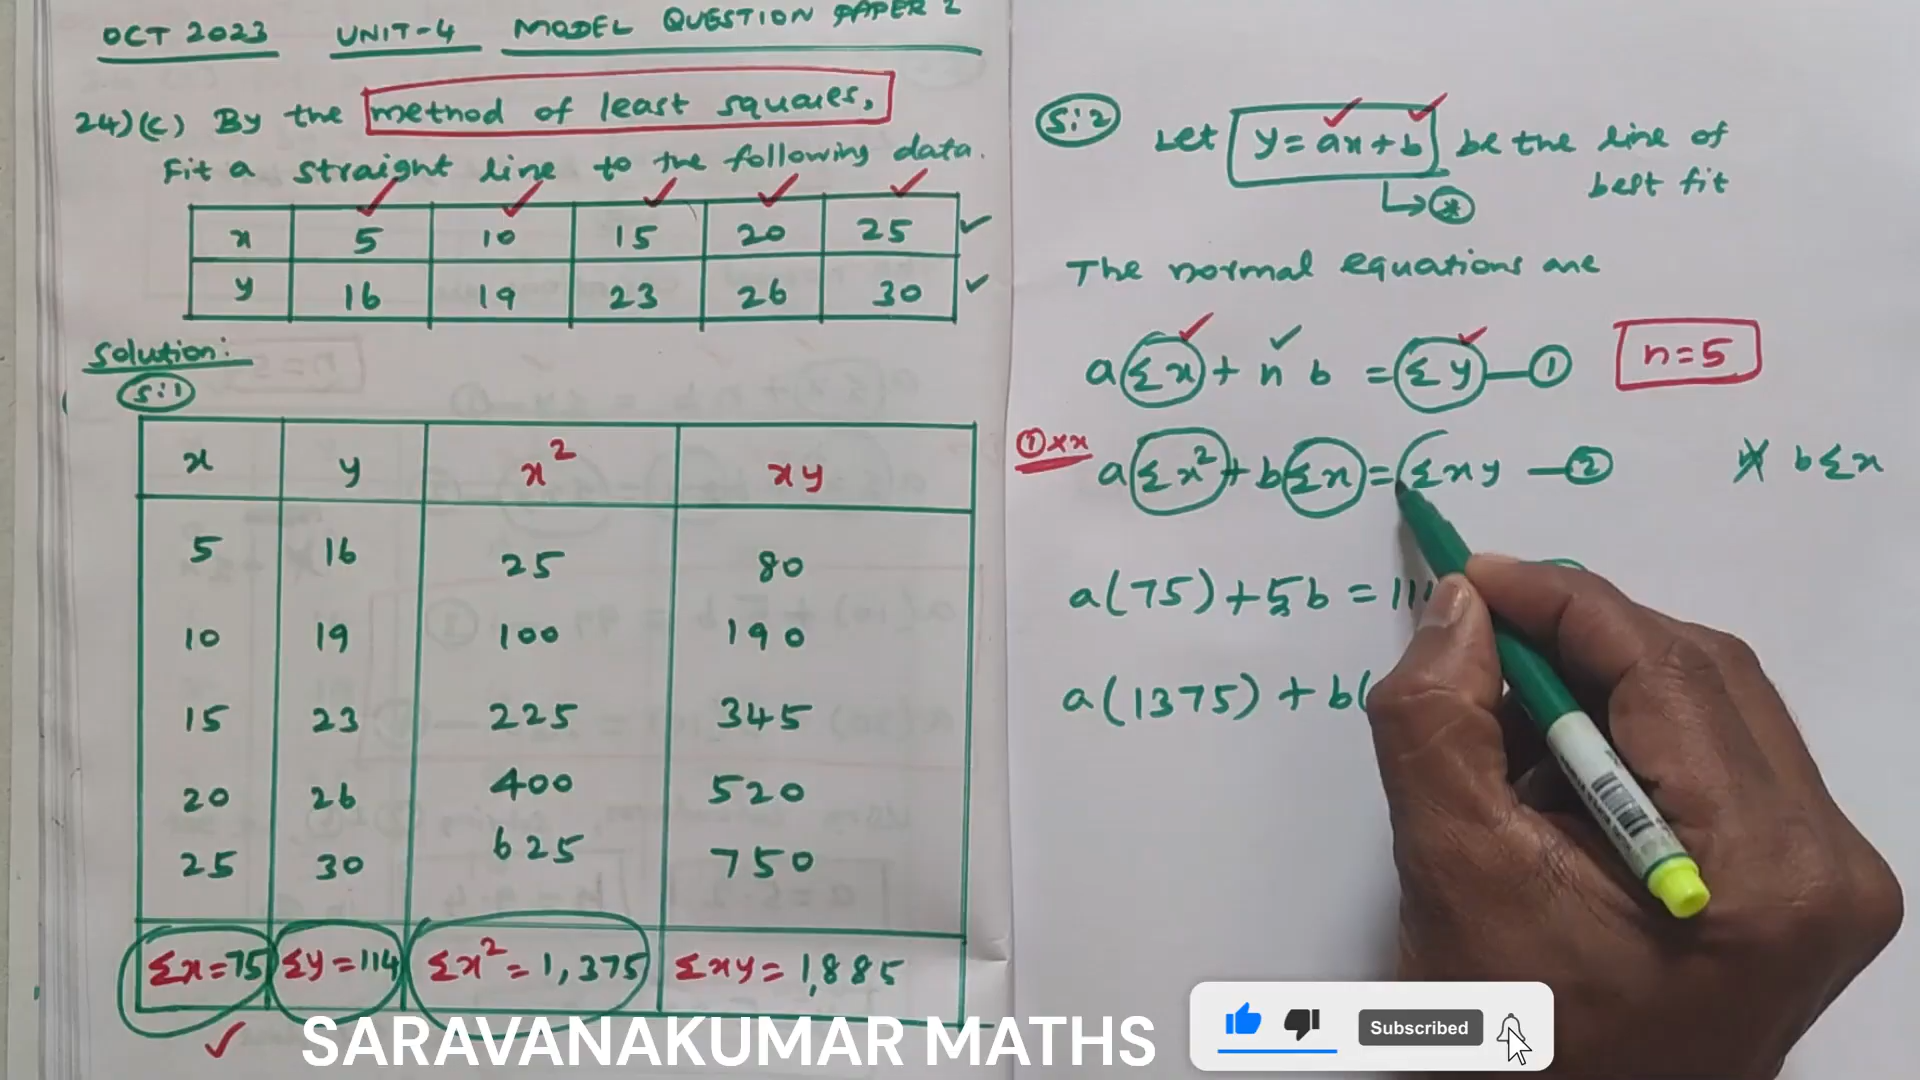 OCT 2023 UNIT-4 MODEL QUESTION PAPER 2
24)(c) By the method of least squares,
Fit a straight line to the following data.
x 5 10 15 20 25
y 16 19 23 26 30
Solution:
S:1
x y x² xy
5 16 25 80
10 19 100 190
15 23 225 345
20 26 400 520
25 30 625 750
Σx=75 Σy=114 Σx²=1,375 Σxy=1,885
S:2 Let y=ax+b be the line of
best fit
*
The normal equations are
aΣx + n b = Σy — ① n=5
①×x aΣx² + bΣx = Σxy — ② bΣx
a(75)+5b = 11
a(1375) + b(
SARAVANAKUMAR MATHS
Subscribed